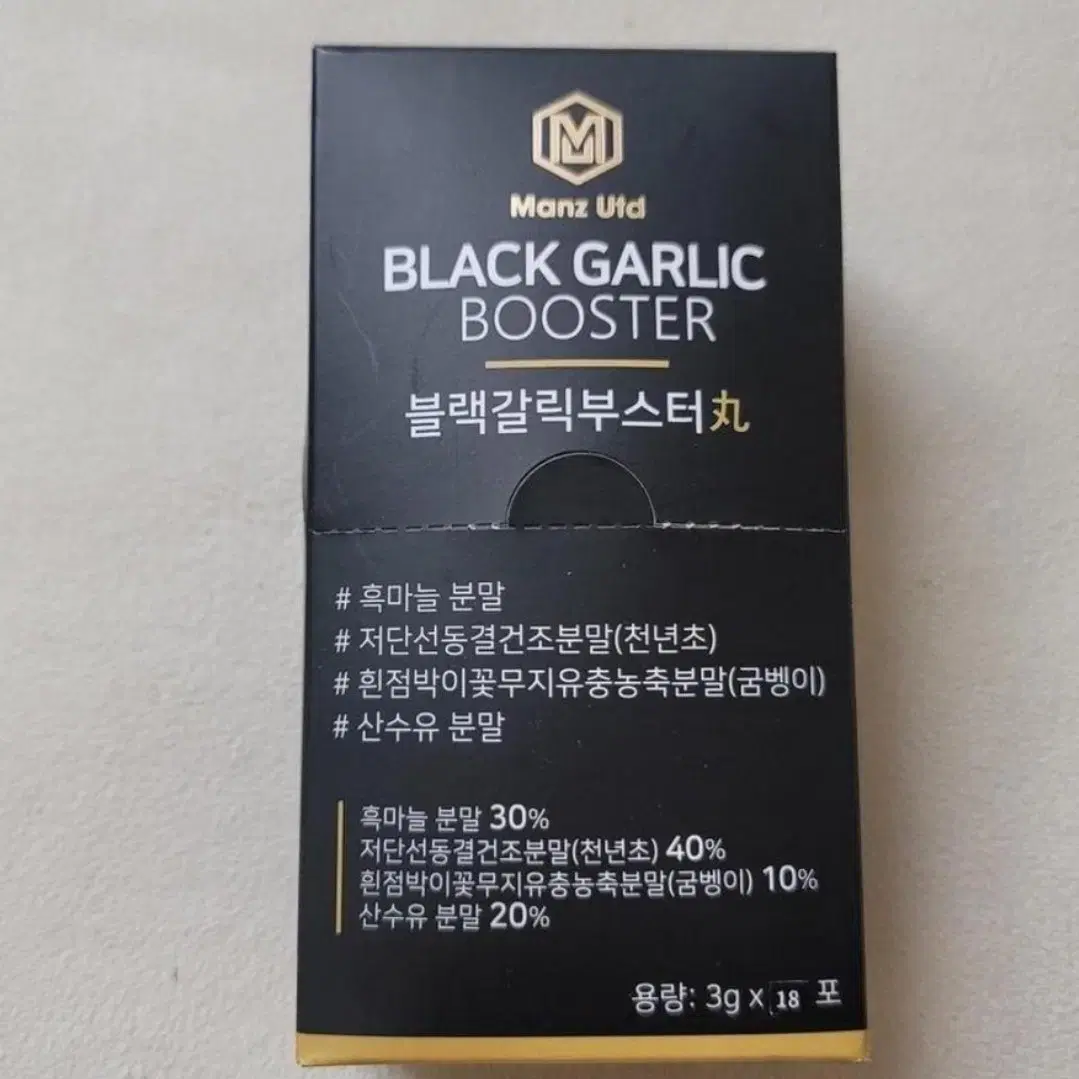 M
Manz Utd
BLACK GARLIC
BOOSTER
블랙갈릭부스터丸
# 흑마늘 분말
# 저단선동결건조분말(천년초)
# 흰점박이꽃무지유충농축분말(굼벵이)
# 산수유 분말
흑마늘 분말 30%
저단선동결건조분말(천년초) 40%
흰점박이꽃무지유충농축분말(굼벵이) 10%
산수유 분말 20%
용량: 3g x 18 포